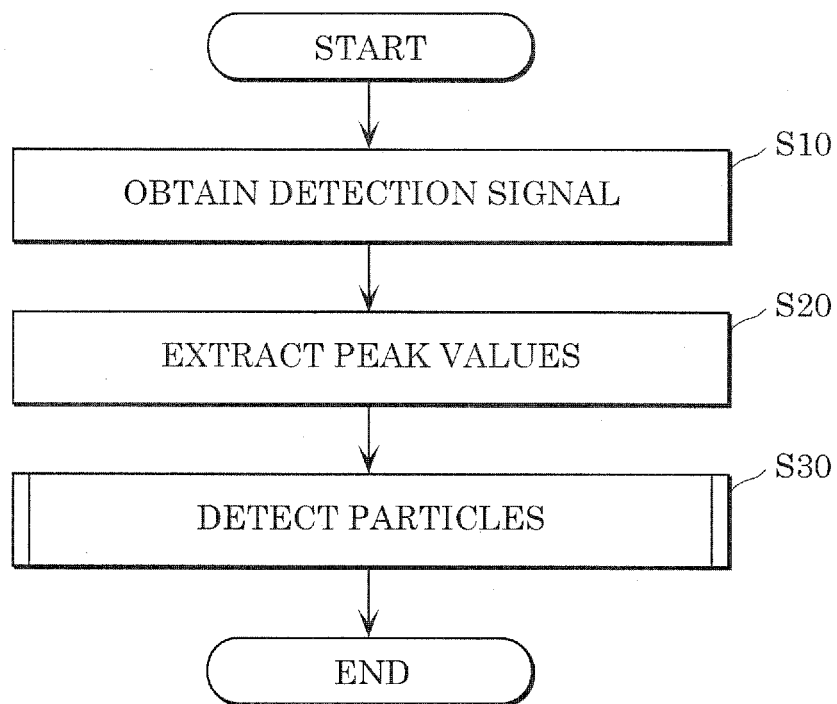 START
S10
OBTAIN DETECTION SIGNAL
S20
EXTRACT PEAK VALUES
S30
DETECT PARTICLES
END